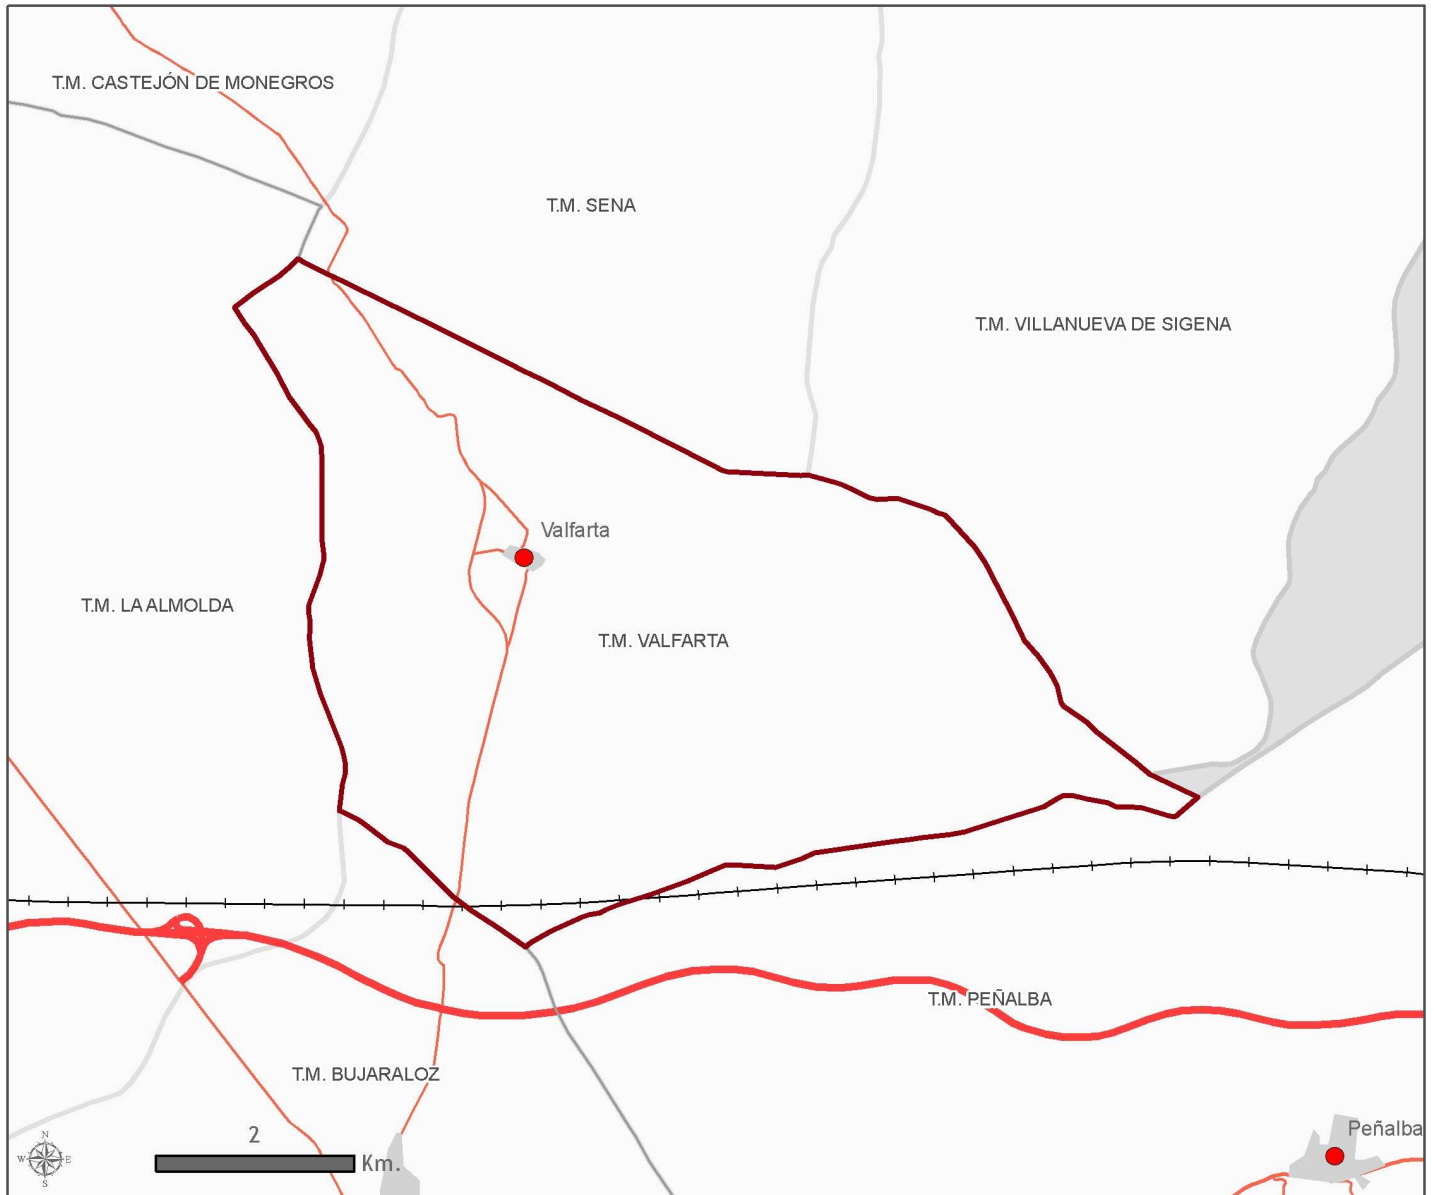 T.M. CASTEJÓN DE MONEGROS
T.M. SENA
T.M. VILLANUEVA DE SIGENA
Valfarta
T.M. LA ALMOLDA
T.M. VALFARTA
T.M. PEÑALBA
T.M. BUJARALOZ
Peñalba
2
Km.
N
W E
S